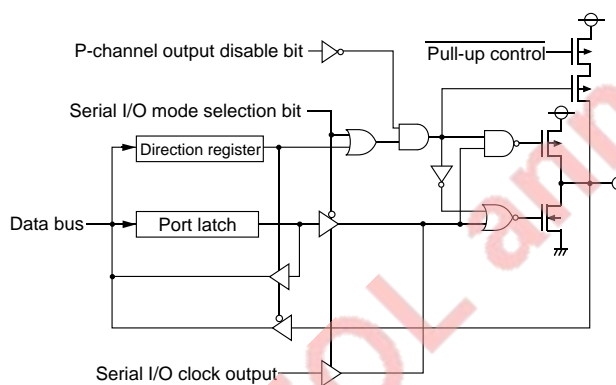 P-channel output disable bit
Pull-up control
Serial I/O mode selection bit
Direction register
Data bus
Port latch
Serial I/O clock output